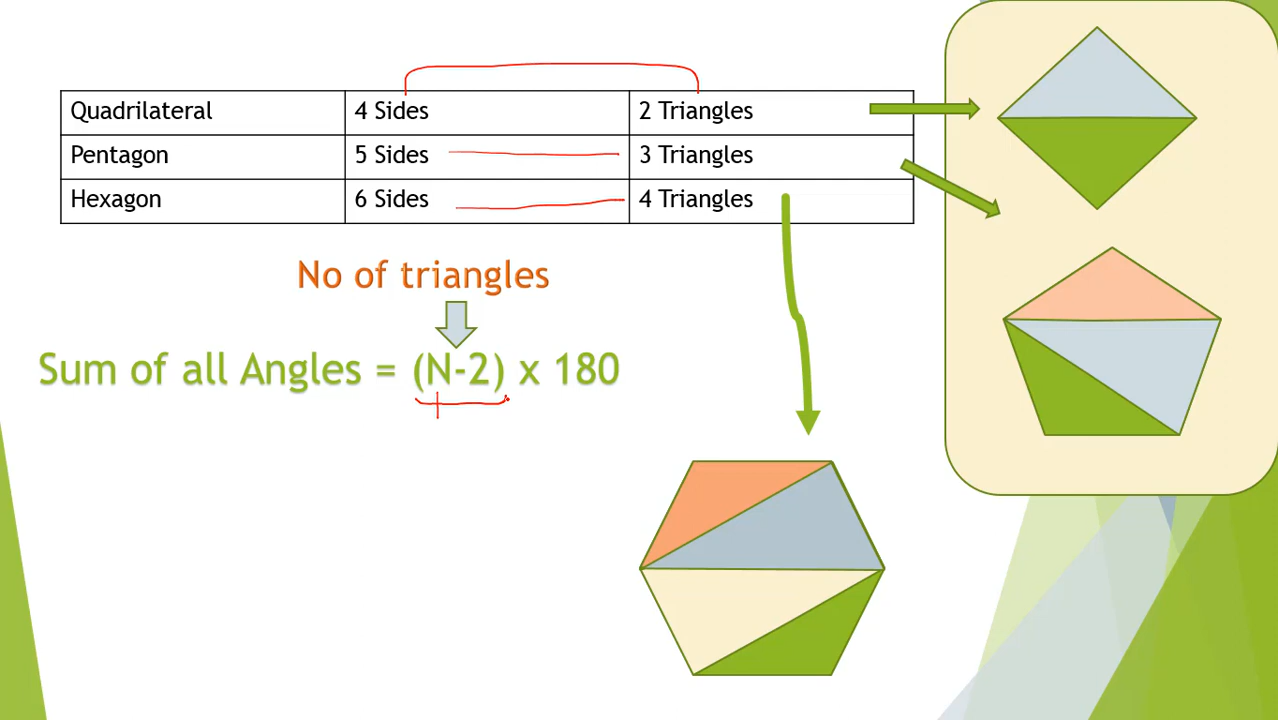 Quadrilateral 4 Sides 2 Triangles
Pentagon 5 Sides 3 Triangles
Hexagon 6 Sides 4 Triangles
No of triangles
Sum of all Angles = (N-2) x 180